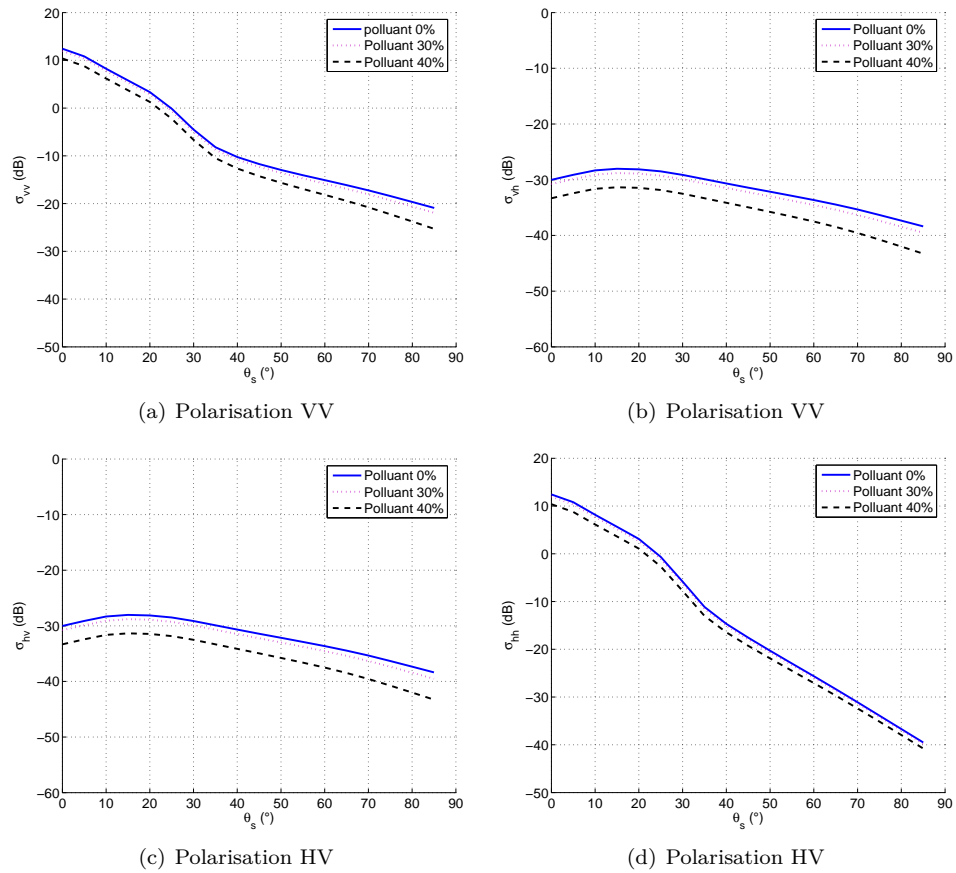 20
10
0
−10
−20
−30
−40
−50
σvv (dB)
polluant 0%
Polluant 30%
Polluant 40%
0 10 20 30 40 50 60 70 80 90
θs (°)
(a) Polarisation VV
0
−10
−20
−30
−40
−50
−60
σvh (dB)
Polluant 0%
Polluant 30%
Polluant 40%
0 10 20 30 40 50 60 70 80 90
θs (°)
(b) Polarisation VV
0
−10
−20
−30
−40
−50
−60
σhv (dB)
Polluant 0%
Polluant 30%
Polluant 40%
0 10 20 30 40 50 60 70 80 90
θs (°)
(c) Polarisation HV
20
10
0
−10
−20
−30
−40
−50
σhh (dB)
Polluant 0%
Polluant 30%
Polluant 40%
0 10 20 30 40 50 60 70 80 90
θs (°)
(d) Polarisation HV